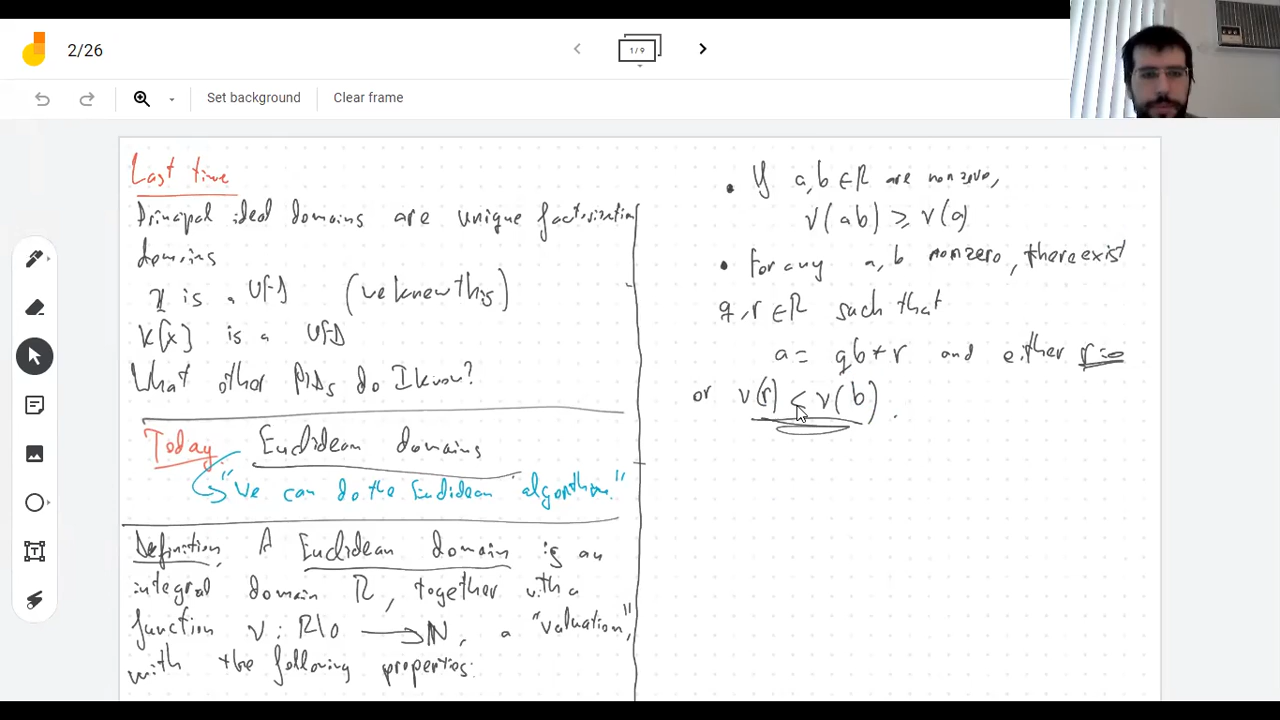 2/26
1/9
Set background
Clear frame
Last time
Principal ideal domains are unique factorization
domains
ℤ is a UFD (we knew this)
K[x] is a UFD
What other PIDs do I know?
Today Euclidean domains
"We can do the Euclidean algorithm."
Definition. A Euclidean domain is an
integral domain R, together with a
function ν : R\0 → ℕ, a "valuation",
with the following properties:
• If a,b ∈ R are nonzero,
ν(ab) ≥ ν(a)
• For any a, b nonzero, there exist
q,r ∈ R such that
a = qb + r and either r=0
or ν(r) < ν(b).